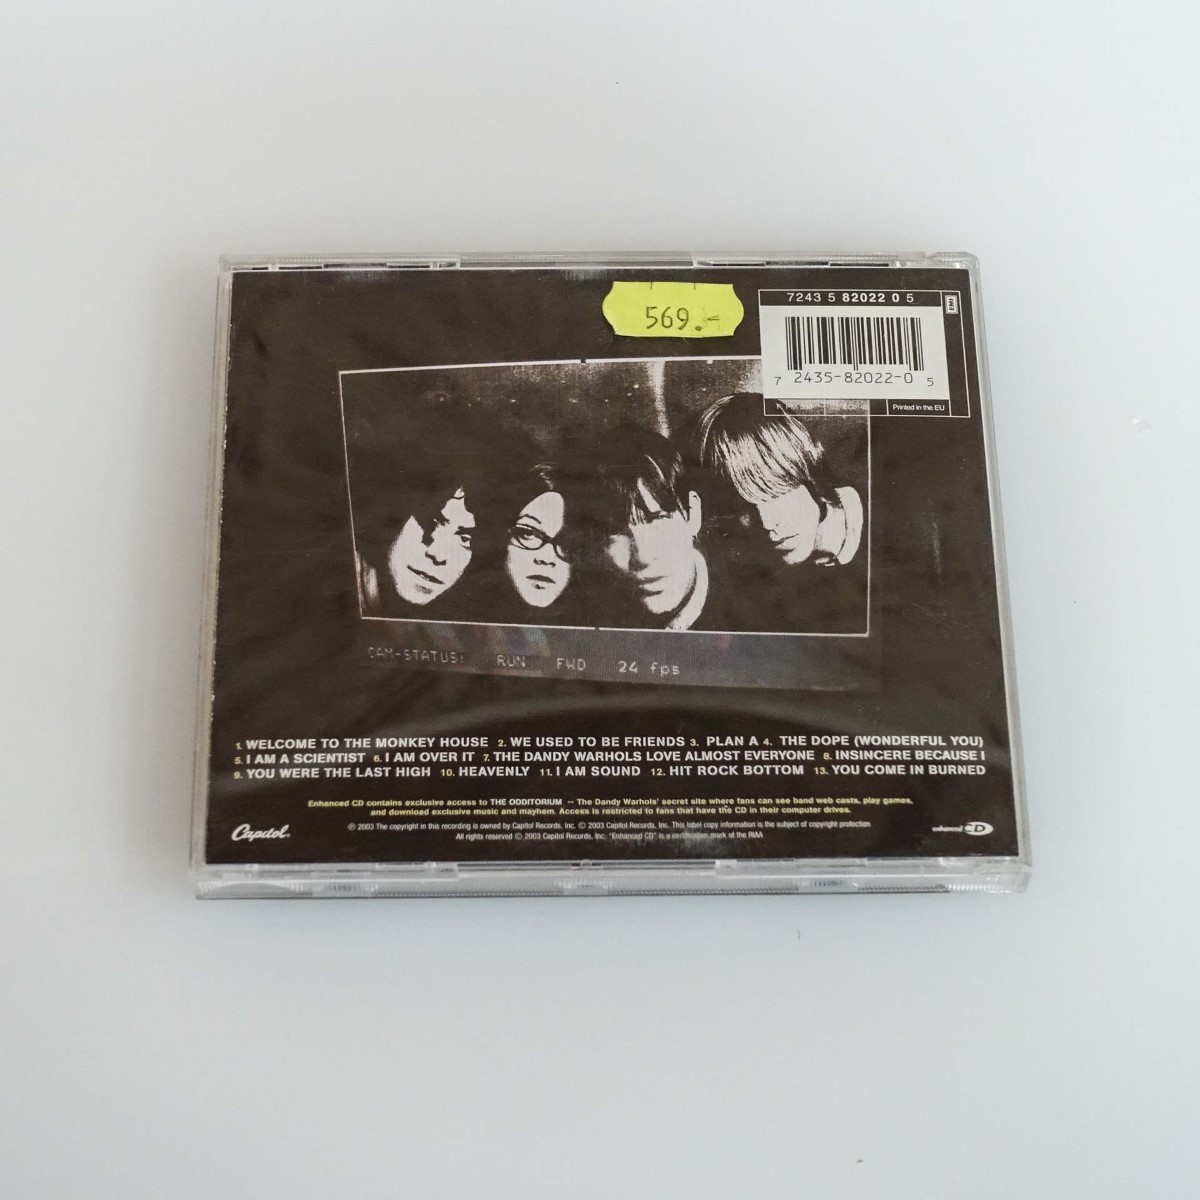 569.-
7243 5 82022 0 5
EMI
7 2435-82022-0 5
Printed in the EU
CAM-STATUS: RUN FWD 24 fps
1. WELCOME TO THE MONKEY HOUSE 2. WE USED TO BE FRIENDS 3. PLAN A 4. THE DOPE (WONDERFUL YOU)
5. I AM A SCIENTIST 6. I AM OVER IT 7. THE DANDY WARHOLS LOVE ALMOST EVERYONE 8. INSINCERE BECAUSE I
9. YOU WERE THE LAST HIGH 10. HEAVENLY 11. I AM SOUND 12. HIT ROCK BOTTOM 13. YOU COME IN BURNED
Enhanced CD contains exclusive access to THE ODDITORIUM -- The Dandy Warhols' secret site where fans can see band web casts, play games,
and download exclusive music and mayhem. Access is restricted to fans that have the CD in their computer drives.
℗ 2003 The copyright in this recording is owned by Capitol Records, Inc. © 2003 Capitol Records, Inc. This label copy information is the subject of copyright protection
All rights reserved © 2003 Capitol Records, Inc. "Enhanced CD" is a certification mark of the RIAA
Capitol.
enhanced CD